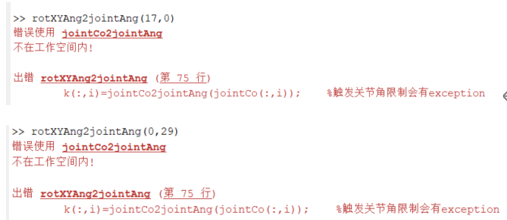 >> rotXYAng2jointAng(17,0)
错误使用 jointCo2jointAng
不在工作空间内!
出错 rotXYAng2jointAng (第 75 行)
k(:,i)=jointCo2jointAng(jointCo(:,i)); %触发关节角限制会有exception
>> rotXYAng2jointAng(0,29)
错误使用 jointCo2jointAng
不在工作空间内!
出错 rotXYAng2jointAng (第 75 行)
k(:,i)=jointCo2jointAng(jointCo(:,i)); %触发关节角限制会有exception